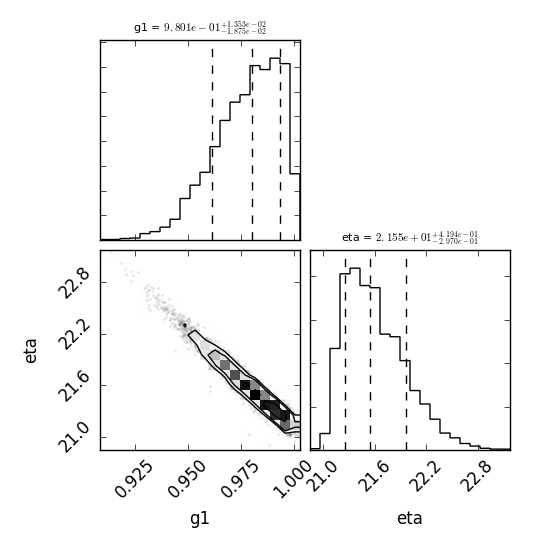 g1 = 9.801e − 01+1.353e−02−1.875e−02
eta = 2.155e + 01+4.194e−01−2.970e−01
eta
22.8
22.2
21.6
21.0
0.925
0.950
0.975
1.000
g1
21.0
21.6
22.2
22.8
eta